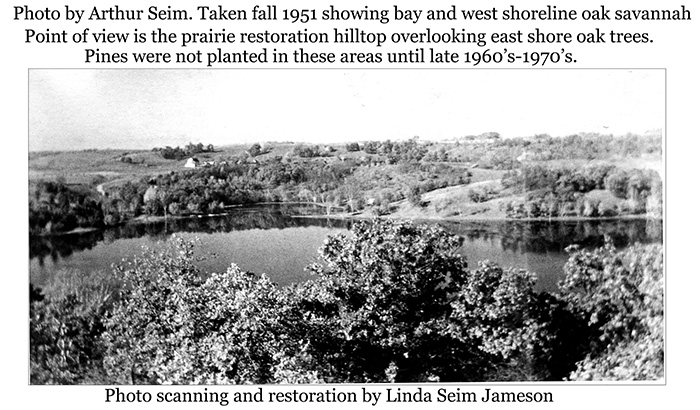 Photo by Arthur Seim. Taken fall 1951 showing bay and west shoreline oak savannah
Point of view is the prairie restoration hilltop overlooking east shore oak trees.
Pines were not planted in these areas until late 1960's-1970's.
Photo scanning and restoration by Linda Seim Jameson